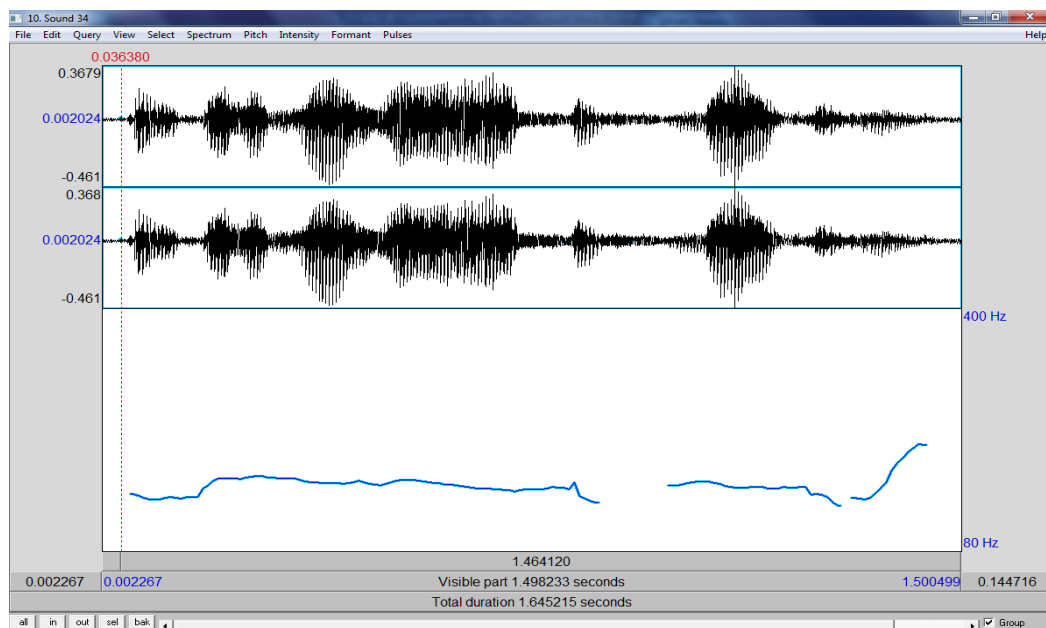 10. Sound 34
File Edit Query View Select Spectrum Pitch Intensity Formant Pulses Help
0.036380
0.3679
0.002024
-0.461
0.368
0.002024
-0.461
400 Hz
80 Hz
1.464120
0.002267 0.002267 Visible part 1.498233 seconds 1.500499 0.144716
Total duration 1.645215 seconds
all in out sel bak Group